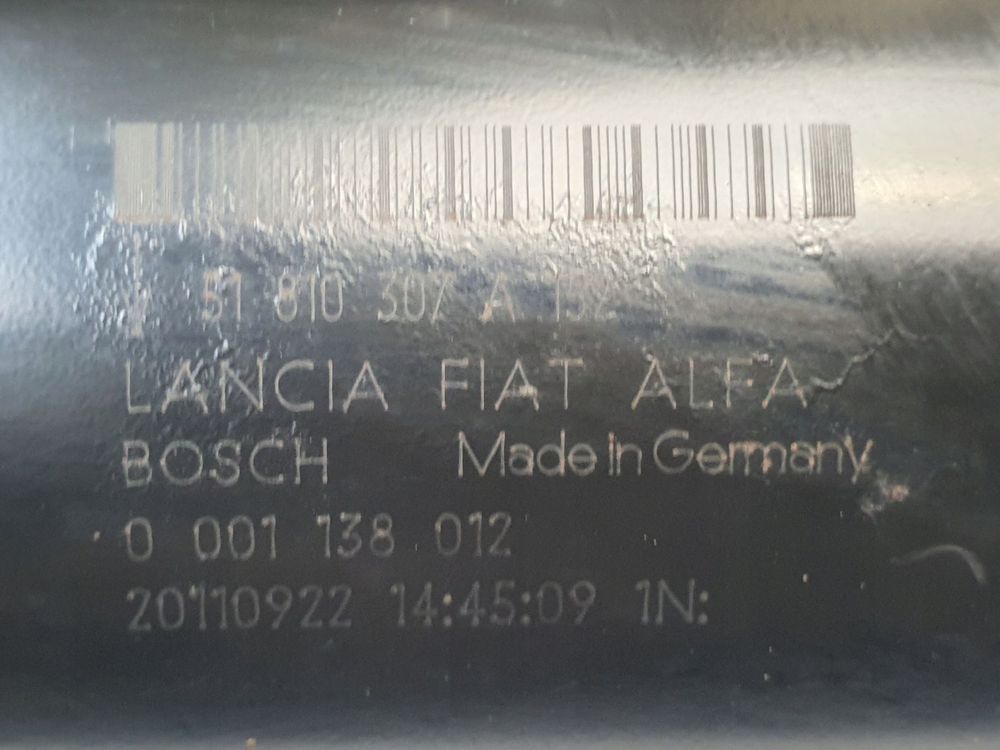 51 810 307 A 152
LANCIA FIAT ALFA
BOSCH Made in Germany
0 001 138 012
20110922 14:45:09 1N: